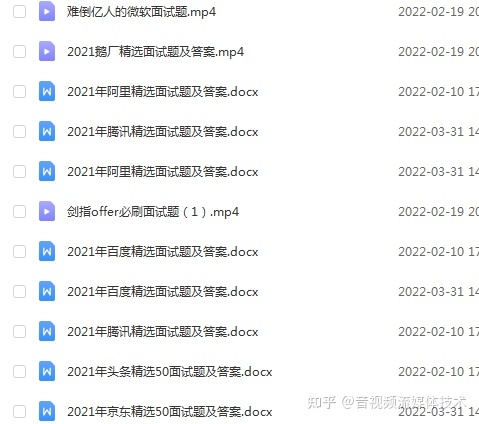 难倒亿人的微软面试题.mp4 2022-02-19 20
2021鹅厂精选面试题及答案.mp4 2022-02-19 20
2021年阿里精选面试题及答案.docx 2022-02-10 17
2021年腾讯精选面试题及答案.docx 2022-03-31 14
2021年阿里精选面试题及答案.docx 2022-03-31 14
剑指offer必刷面试题（1）.mp4 2022-02-19 20
2021年百度精选面试题及答案.docx 2022-02-10 17
2021年百度精选面试题及答案.docx 2022-03-31 14
2021年腾讯精选面试题及答案.docx 2022-02-10 17
2021年头条精选50面试题及答案.docx 2022-02-10 17
知乎 @音视频流媒体技术
2021年京东精选50面试题及答案.docx 2022-03-31 14